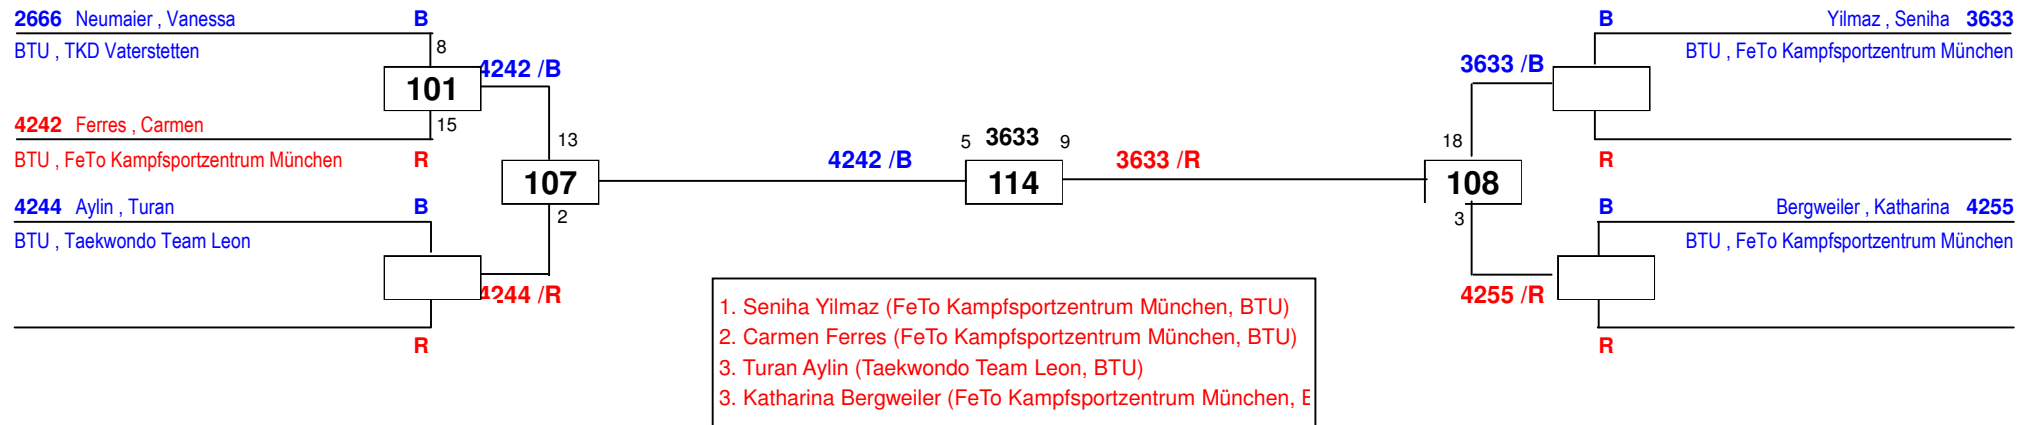 2666 Neumaier , Vanessa B
BTU , TKD Vaterstetten
8
101
4242 /B
4242 Ferres , Carmen
15
BTU , FeTo Kampfsportzentrum München R
13
107
2
4244 Aylin , Turan B
BTU , Taekwondo Team Leon
4244 /R
R
4242 /B
5 3633 9
114
3633 /R
B Yilmaz , Seniha 3633
BTU , FeTo Kampfsportzentrum München
3633 /B
R
18
108
3
B Bergweiler , Katharina 4255
BTU , FeTo Kampfsportzentrum München
4255 /R
R
1. Seniha Yilmaz (FeTo Kampfsportzentrum München, BTU)
2. Carmen Ferres (FeTo Kampfsportzentrum München, BTU)
3. Turan Aylin (Taekwondo Team Leon, BTU)
3. Katharina Bergweiler (FeTo Kampfsportzentrum München,